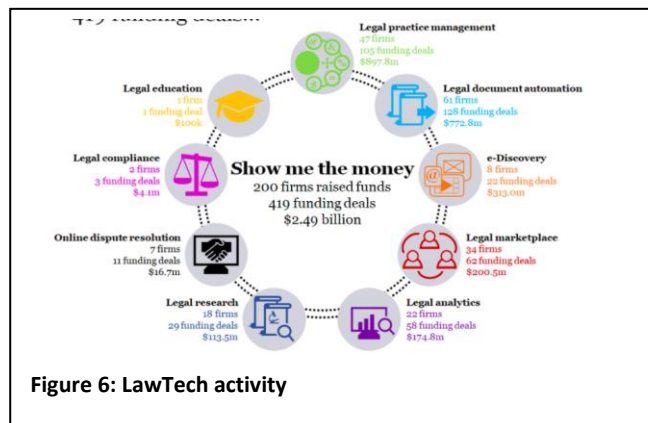 419 funding deals...
Legal practice management
47 firms
105 funding deals
$897.8m
Legal education
1 firm
1 funding deal
$100k
Legal document automation
61 firms
128 funding deals
$772.8m
Legal compliance
2 firms
3 funding deals
$4.1m
Show me the money
200 firms raised funds
419 funding deals
$2.49 billion
e-Discovery
8 firms
22 funding deals
$313.0m
Online dispute resolution
7 firms
11 funding deals
$16.7m
Legal marketplace
34 firms
62 funding deals
$200.5m
Legal research
18 firms
29 funding deals
$113.5m
Legal analytics
22 firms
58 funding deals
$174.8m
Figure 6: LawTech activity